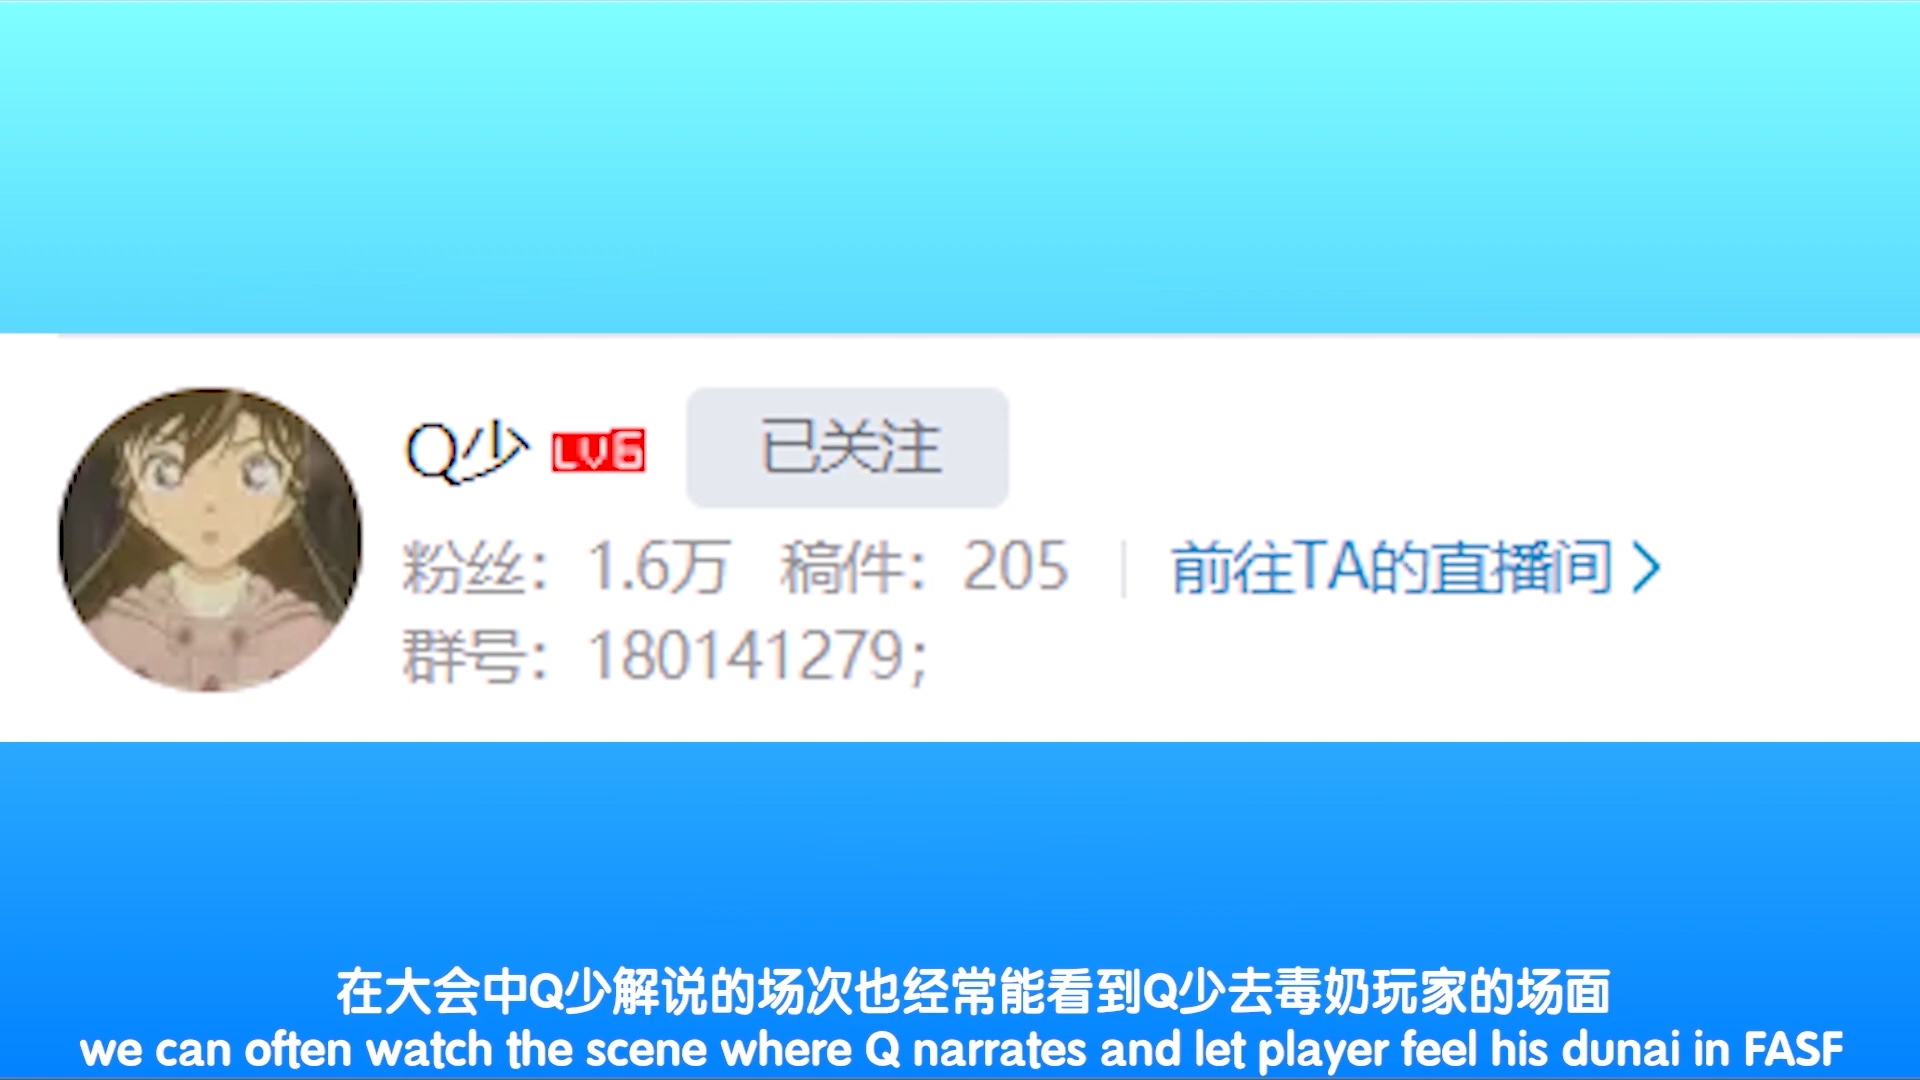 Q少 LV6 已关注
粉丝：1.6万 稿件：205 前往TA的直播间 >
群号：180141279;
在大会中Q少解说的场次也经常能看到Q少去毒奶玩家的场面
we can often watch the scene where Q narrates and let player feel his dunai in FASF